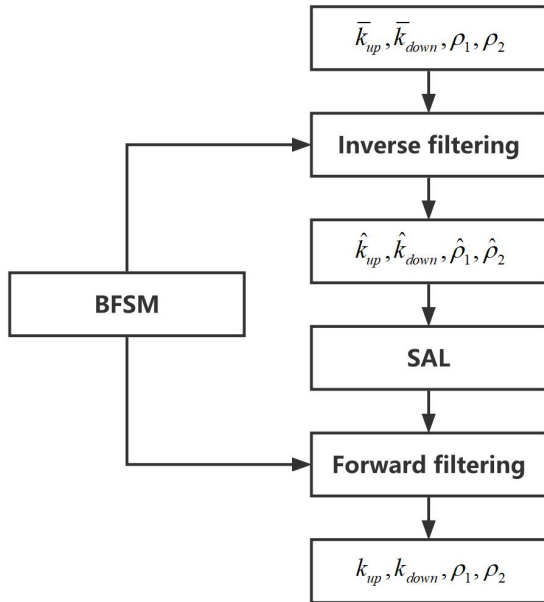 k̅_up, k̅_down, ρ_1, ρ_2
Inverse filtering
k̂_up, k̂_down, ρ̂_1, ρ̂_2
BFSM
SAL
Forward filtering
k_up, k_down, ρ_1, ρ_2